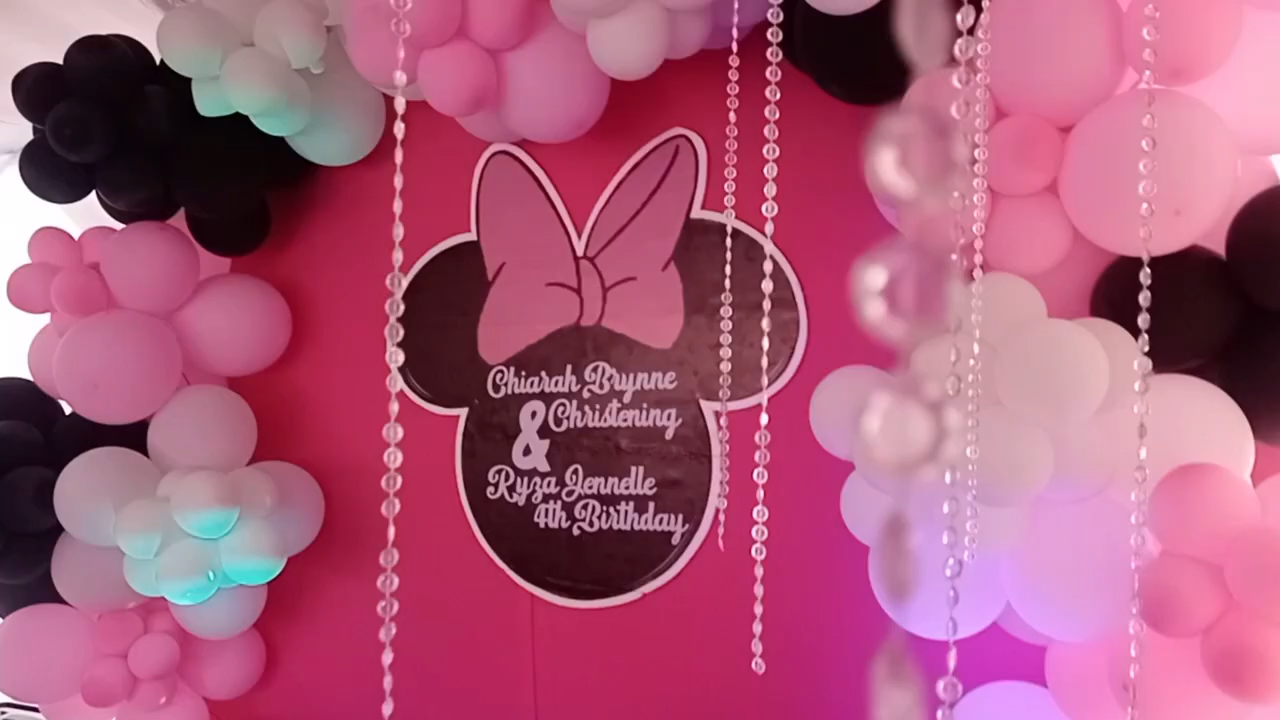 Chiarah Brynne
& Christening
Ryza Jennelle
4th Birthday